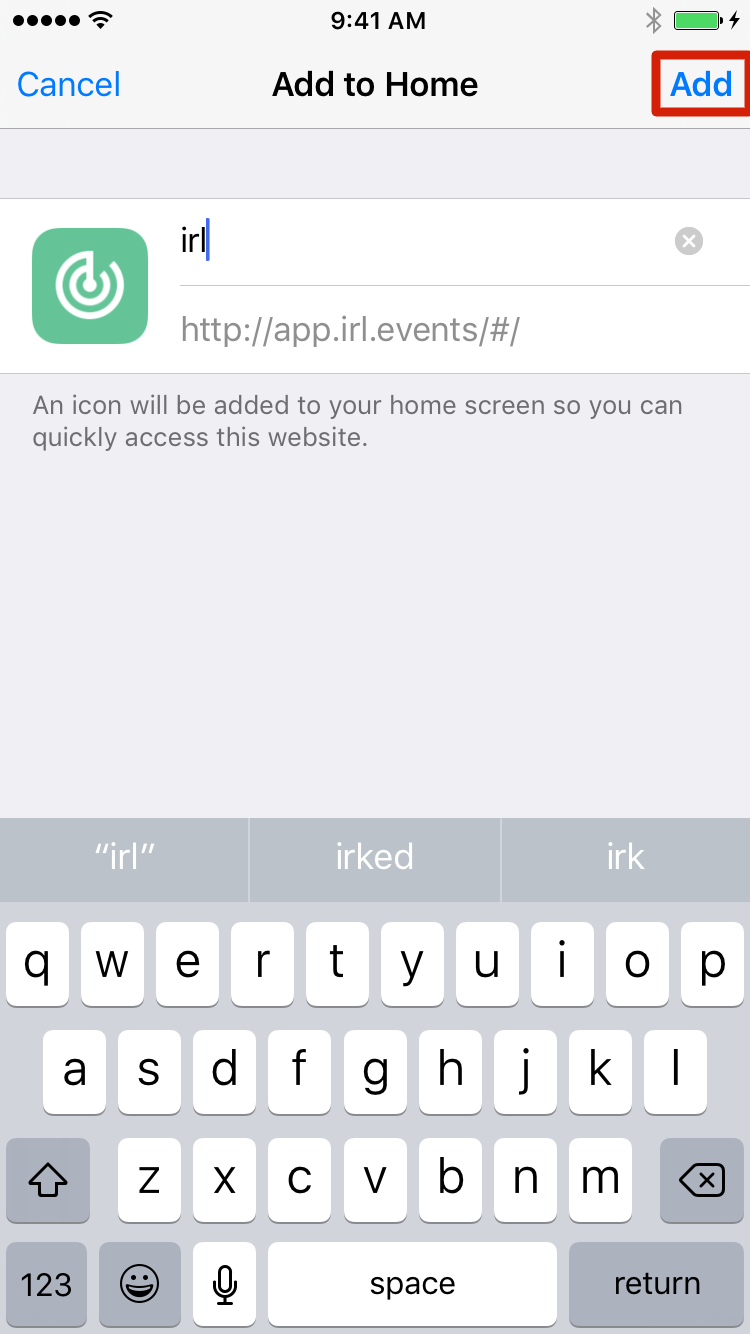 9:41 AM
Cancel Add to Home Add
irl
http://app.irl.events/#/
An icon will be added to your home screen so you can
quickly access this website.
“irl” irked irk
q w e r t y u i o p
a s d f g h j k l
z x c v b n m
123 space return